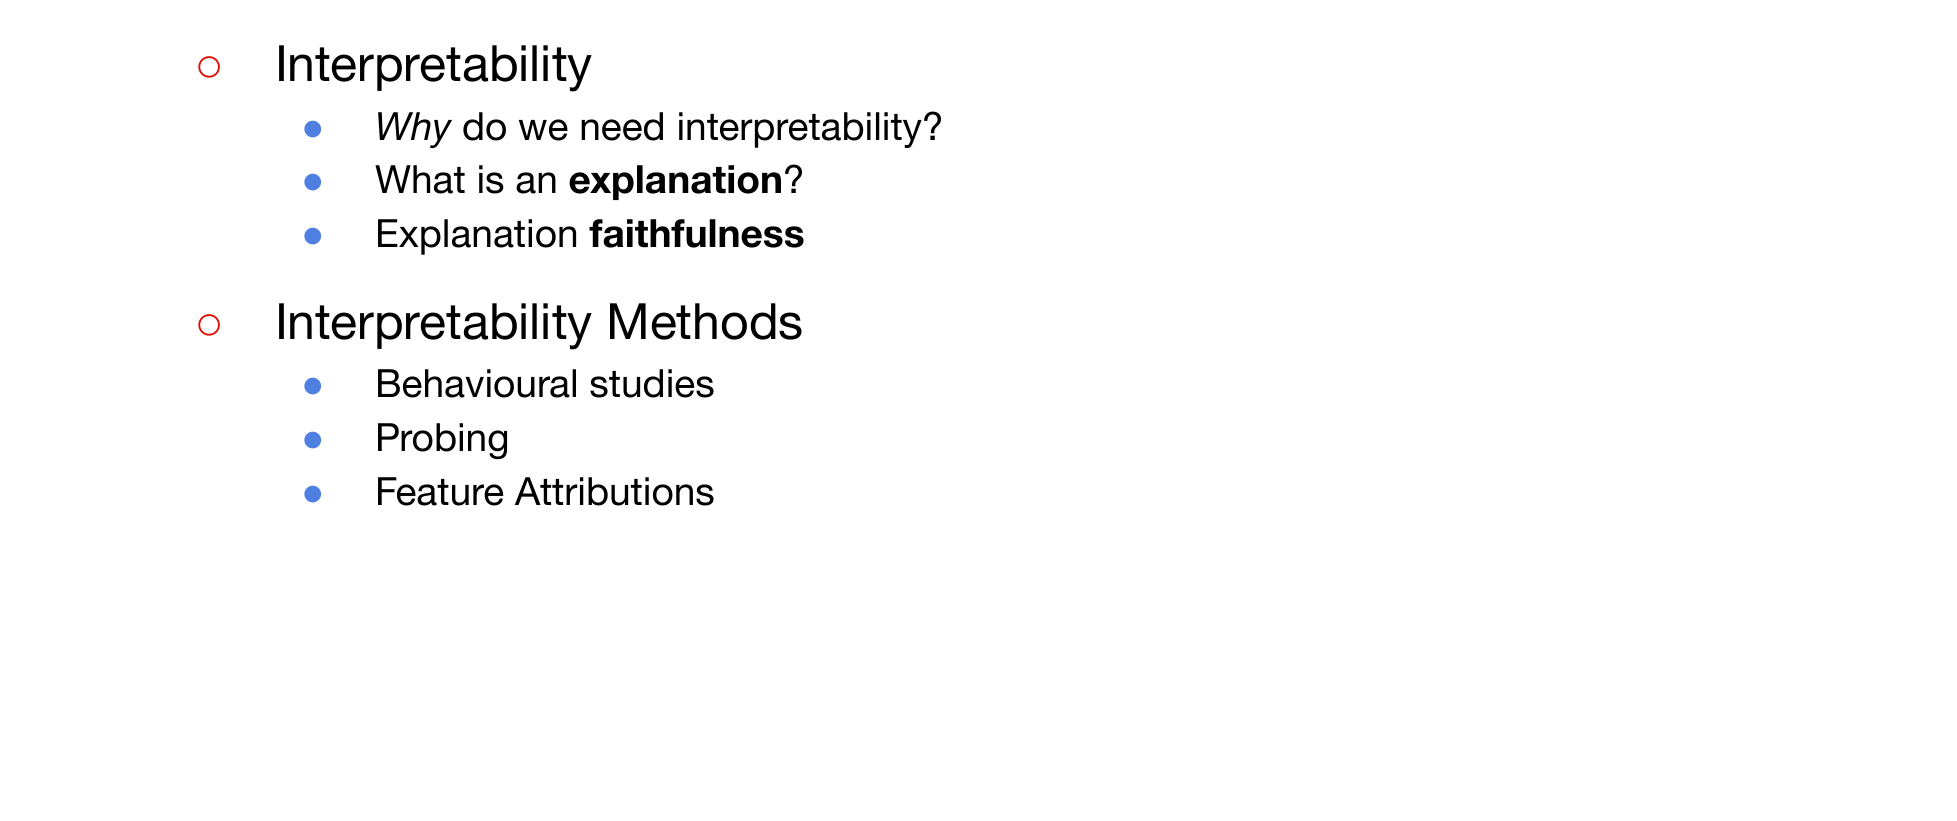 Interpretability
Why do we need interpretability?
What is an explanation?
Explanation faithfulness
Interpretability Methods
Behavioural studies
Probing
Feature Attributions